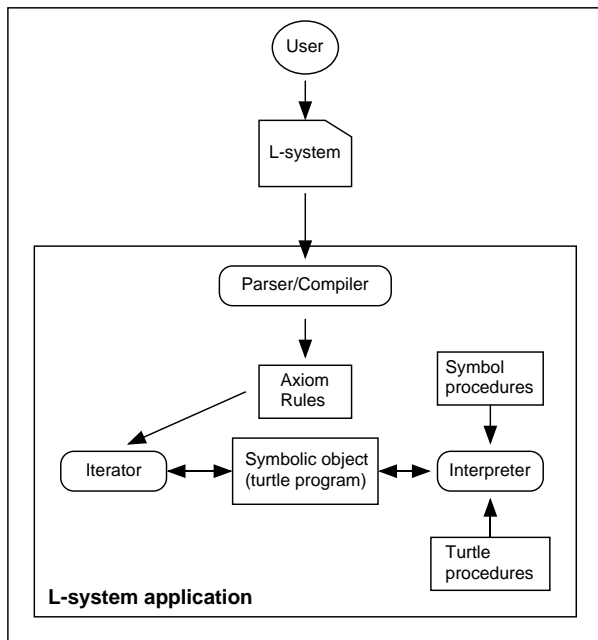 User
L-system
Parser/Compiler
Axiom
Rules
Symbol
procedures
Iterator
Symbolic object
(turtle program)
Interpreter
Turtle
procedures
L-system application